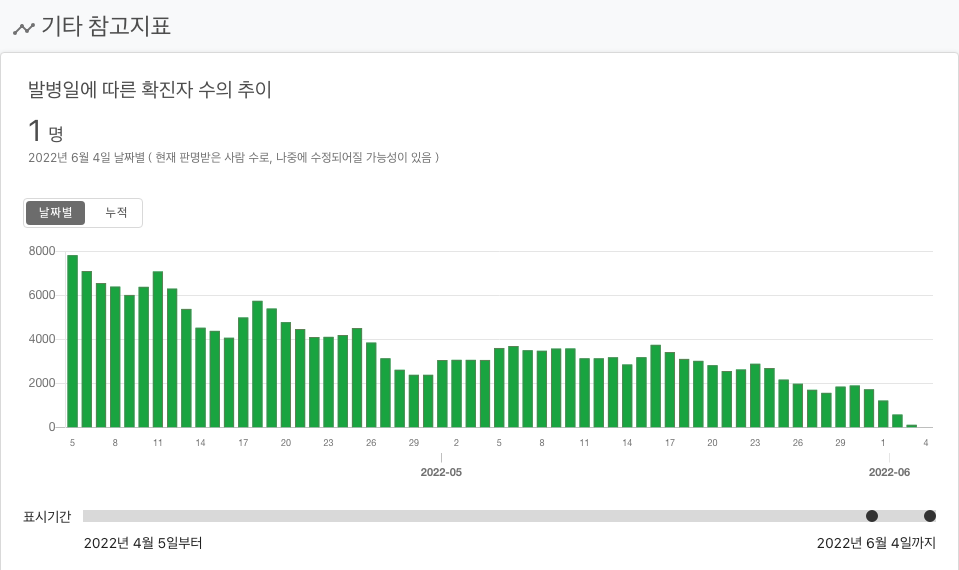 기타 참고지표
발병일에 따른 확진자 수의 추이
1 명
2022년 6월 4일 날짜별 ( 현재 판명받은 사람 수로, 나중에 수정되어질 가능성이 있음 )
날짜별 누적
8000
6000
4000
2000
0
5 8 11 14 17 20 23 26 29 2 5 8 11 14 17 20 23 26 29 1 4
2022-05 2022-06
표시기간
2022년 4월 5일부터 2022년 6월 4일까지